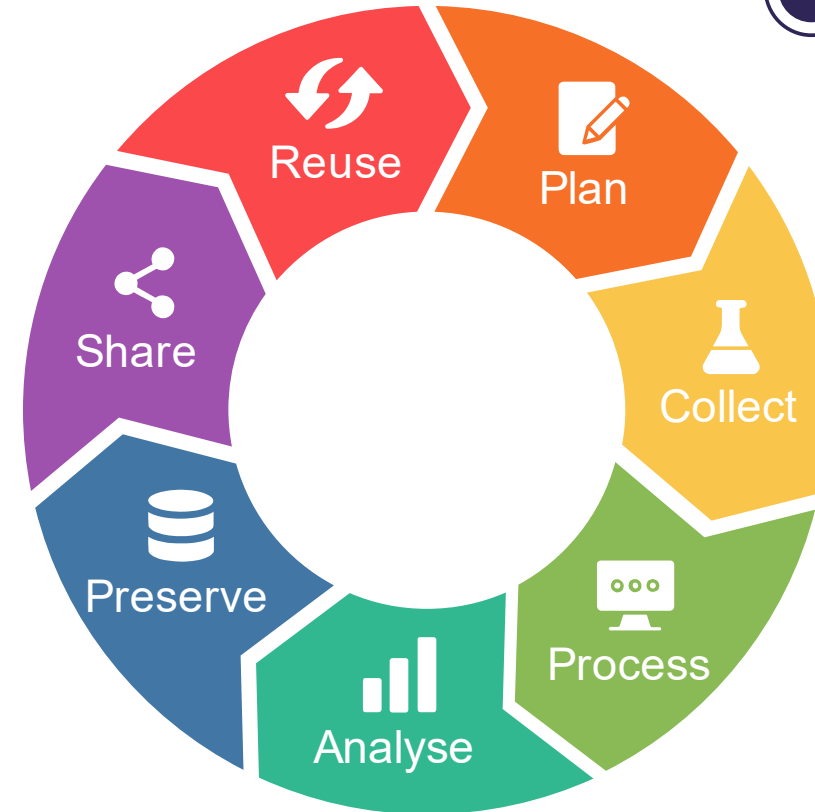 Reuse
Plan
Share
Collect
Preserve
Process
Analyse